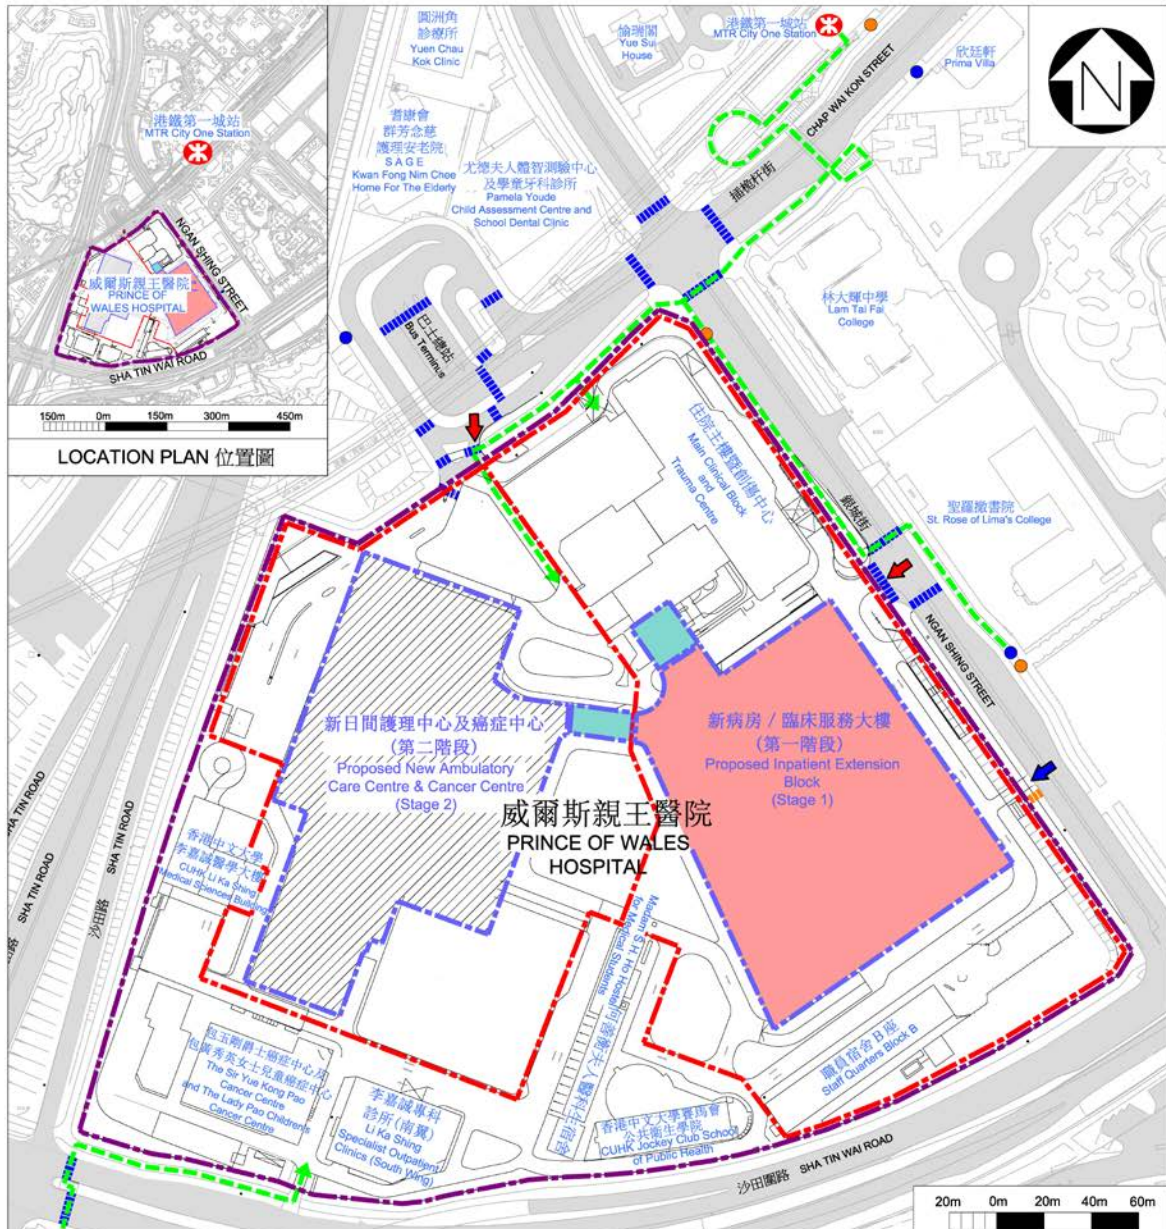 圓洲角
診療所
Yuen Chau
Kok Clinic
愉瑞閣
Yue Sui
House
港鐵第一城站
MTR City One Station
欣廷軒
Prima Villa
N
CHAP WAI KON STREET
插桅杆街
耆康會
群芳念慈
護理安老院
S A G E
Kwan Fong Nim Chee
Home For The Elderly
尤德夫人體智測驗中心
及學童牙科診所
Pamela Youde
Child Assessment Centre and
School Dental Clinic
港鐵第一城站
MTR City One Station
NGAN SHING STREET
威爾斯親王醫院
PRINCE OF
WALES HOSPITAL
SHA TIN WAI ROAD
150m 0m 150m 300m 450m
LOCATION PLAN 位置圖
巴士總站
Bus Terminus
林大輝中學
Lam Tai Fai
College
住院主樓暨創傷中心
Main Clinical Block
and
Trauma Centre
銀城街
聖羅撒書院
St. Rose of Lima's College
NGAN SHING STREET
新日間護理中心及癌症中心
(第二階段)
Proposed New Ambulatory
Care Centre & Cancer Centre
(Stage 2)
新病房 / 臨床服務大樓
(第一階段)
Proposed Inpatient Extension
Block
(Stage 1)
威爾斯親王醫院
PRINCE OF WALES
HOSPITAL
SHA TIN ROAD
SHA TIN ROAD
SHA TIN ROAD
沙田路
香港中文大學
李嘉誠醫學大樓
CUHK Li Ka Shing
Medical Sciences Building
Madam S.H. Ho Hostel
for Medical Students
何善衡夫人醫科生宿舍
職員宿舍B座
Staff Quarters Block B
包玉剛爵士癌症中心及
包黃秀英女士兒童癌症中心
The Sir Yue Kong Pao
Cancer Centre
and The Lady Pao Children's
Cancer Centre
李嘉誠專科
診所(南翼)
Li Ka Shing
Specialist Outpatient
Clinics (South Wing)
香港中文大學賽馬會
公共衛生學院
CUHK Jockey Club School
of Public Health
沙田圍路 SHA TIN WAI ROAD
20m 0m 20m 40m 60m